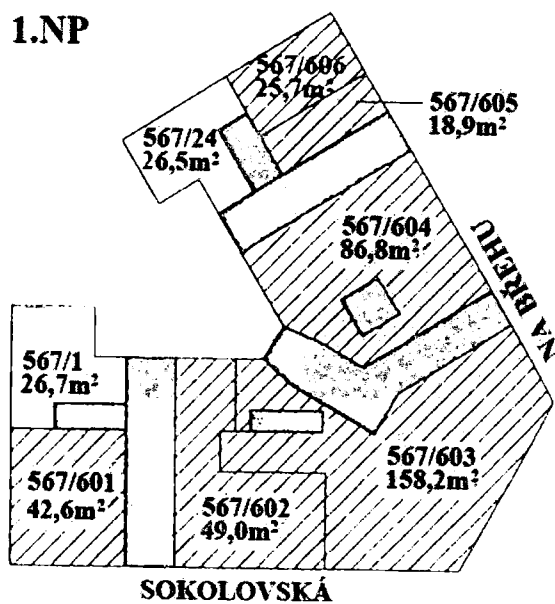 1.NP
567/606
25,7m²
567/605
18,9m²
567/24
26,5m²
567/604
86,8m²
NA BŘEHU
567/1
26,7m²
567/601
42,6m²
567/602
49,0m²
567/603
158,2m²
SOKOLOVSKÁ